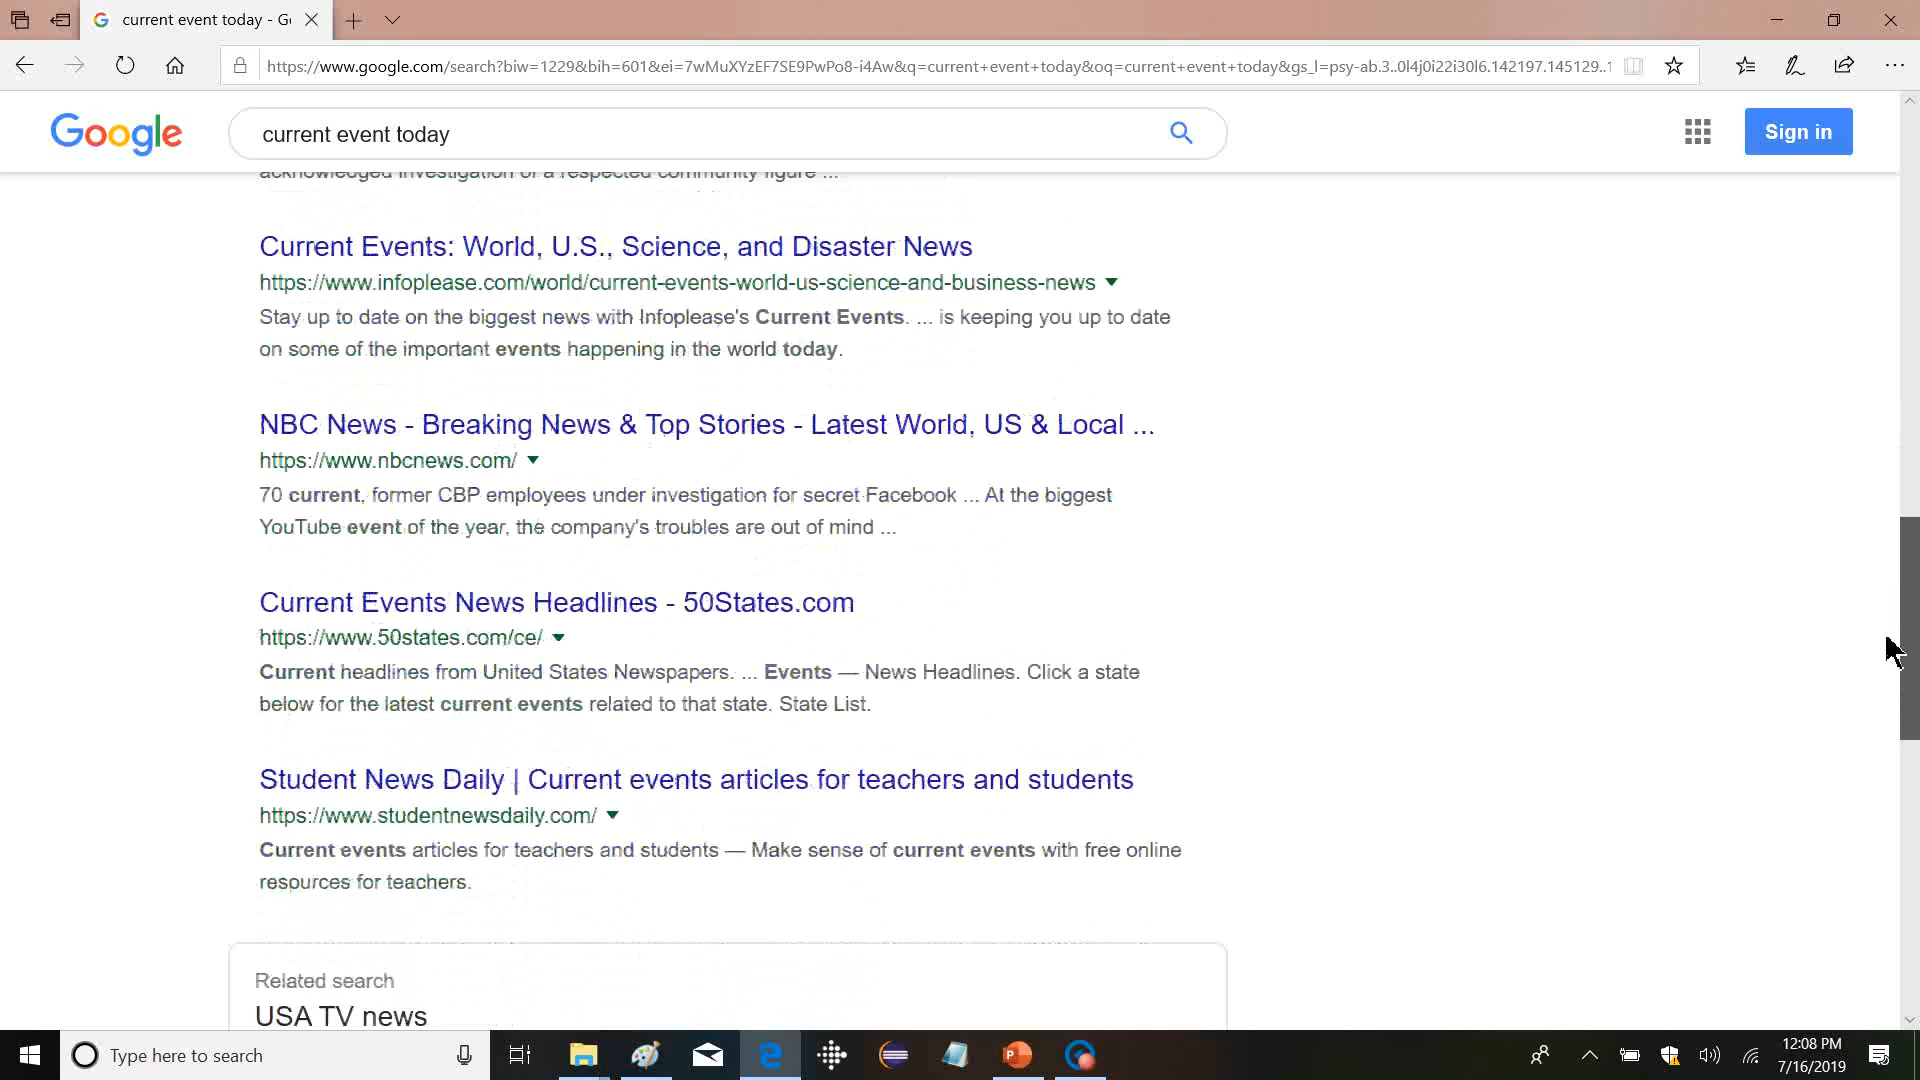 current event today - Go
https://www.google.com/search?biw=1229&bih=601&ei=7wMuXYzEF7SE9PwPo8-i4Aw&q=current+event+today&oq=current+event+today&gs_l=psy-ab.3..0l4j0i22i30l6.142197.145129..1
Google
current event today
Sign in
acknowledged investigation of a respected community figure ...
Current Events: World, U.S., Science, and Disaster News
https://www.infoplease.com/world/current-events-world-us-science-and-business-news
Stay up to date on the biggest news with Infoplease's Current Events. ... is keeping you up to date
on some of the important events happening in the world today.
NBC News - Breaking News & Top Stories - Latest World, US & Local ...
https://www.nbcnews.com/
70 current, former CBP employees under investigation for secret Facebook ... At the biggest
YouTube event of the year, the company's troubles are out of mind ...
Current Events News Headlines - 50States.com
https://www.50states.com/ce/
Current headlines from United States Newspapers. ... Events — News Headlines. Click a state
below for the latest current events related to that state. State List.
Student News Daily | Current events articles for teachers and students
https://www.studentnewsdaily.com/
Current events articles for teachers and students — Make sense of current events with free online
resources for teachers.
Related search
USA TV news
Type here to search
12:08 PM
7/16/2019